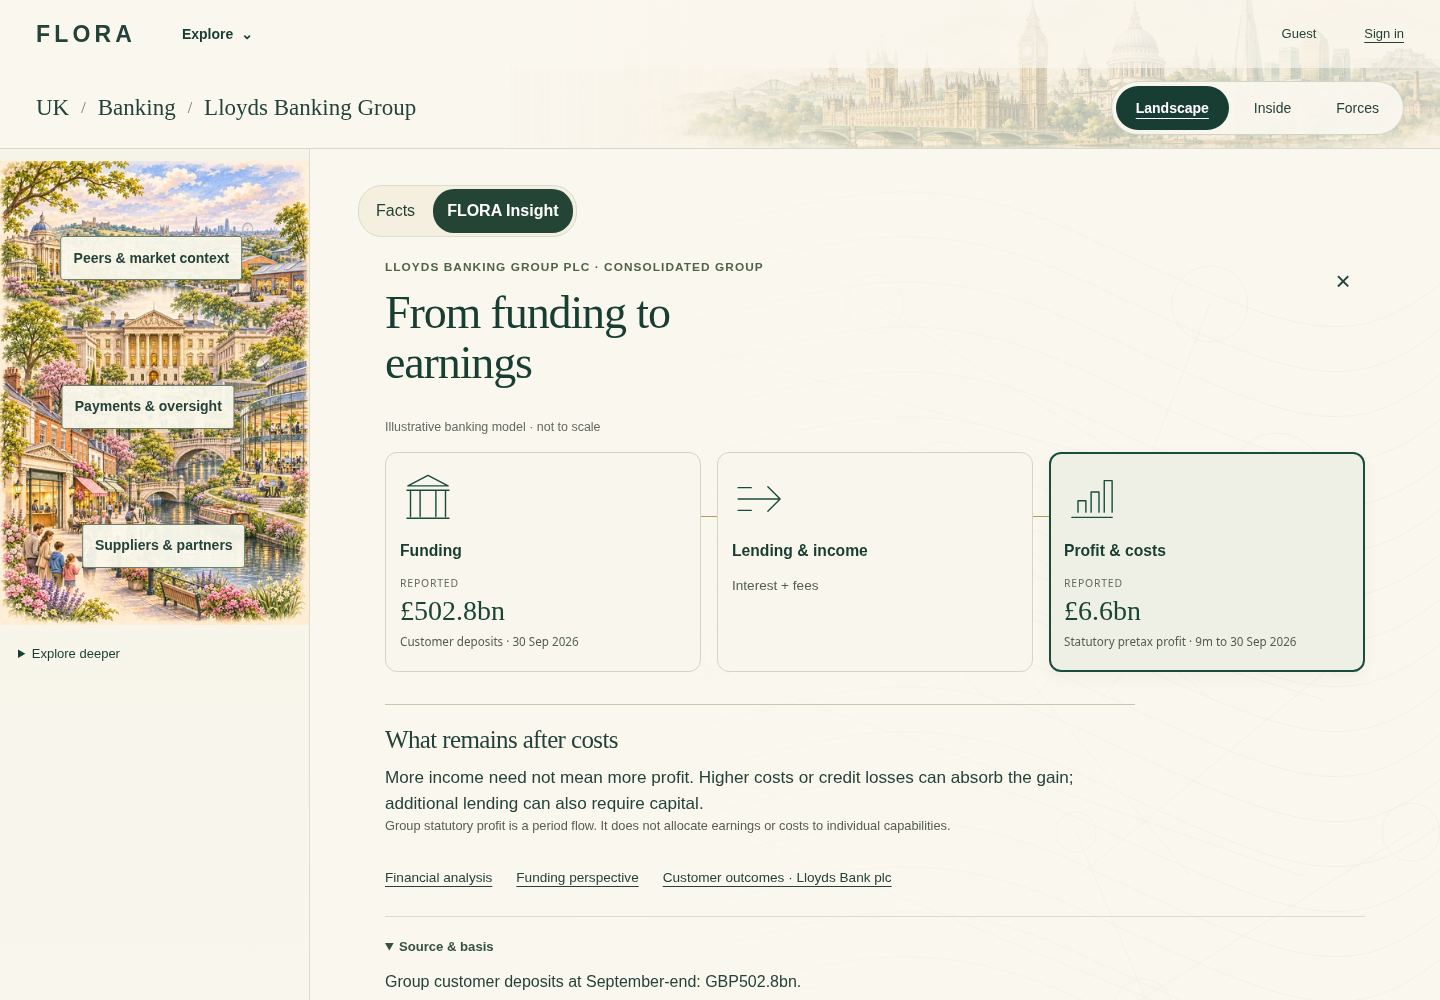 FLORA
Explore
Guest
Sign in
UK / Banking / Lloyds Banking Group
Landscape
Inside
Forces
Peers & market context
Payments & oversight
Suppliers & partners
Explore deeper
Facts
FLORA Insight
LLOYDS BANKING GROUP PLC · CONSOLIDATED GROUP
From funding to
earnings
Illustrative banking model · not to scale
Funding
REPORTED
£502.8bn
Customer deposits · 30 Sep 2026
Lending & income
Interest + fees
Profit & costs
REPORTED
£6.6bn
Statutory pretax profit · 9m to 30 Sep 2026
What remains after costs
More income need not mean more profit. Higher costs or credit losses can absorb the gain;
additional lending can also require capital.
Group statutory profit is a period flow. It does not allocate earnings or costs to individual capabilities.
Financial analysis
Funding perspective
Customer outcomes · Lloyds Bank plc
Source & basis
Group customer deposits at September-end: GBP502.8bn.